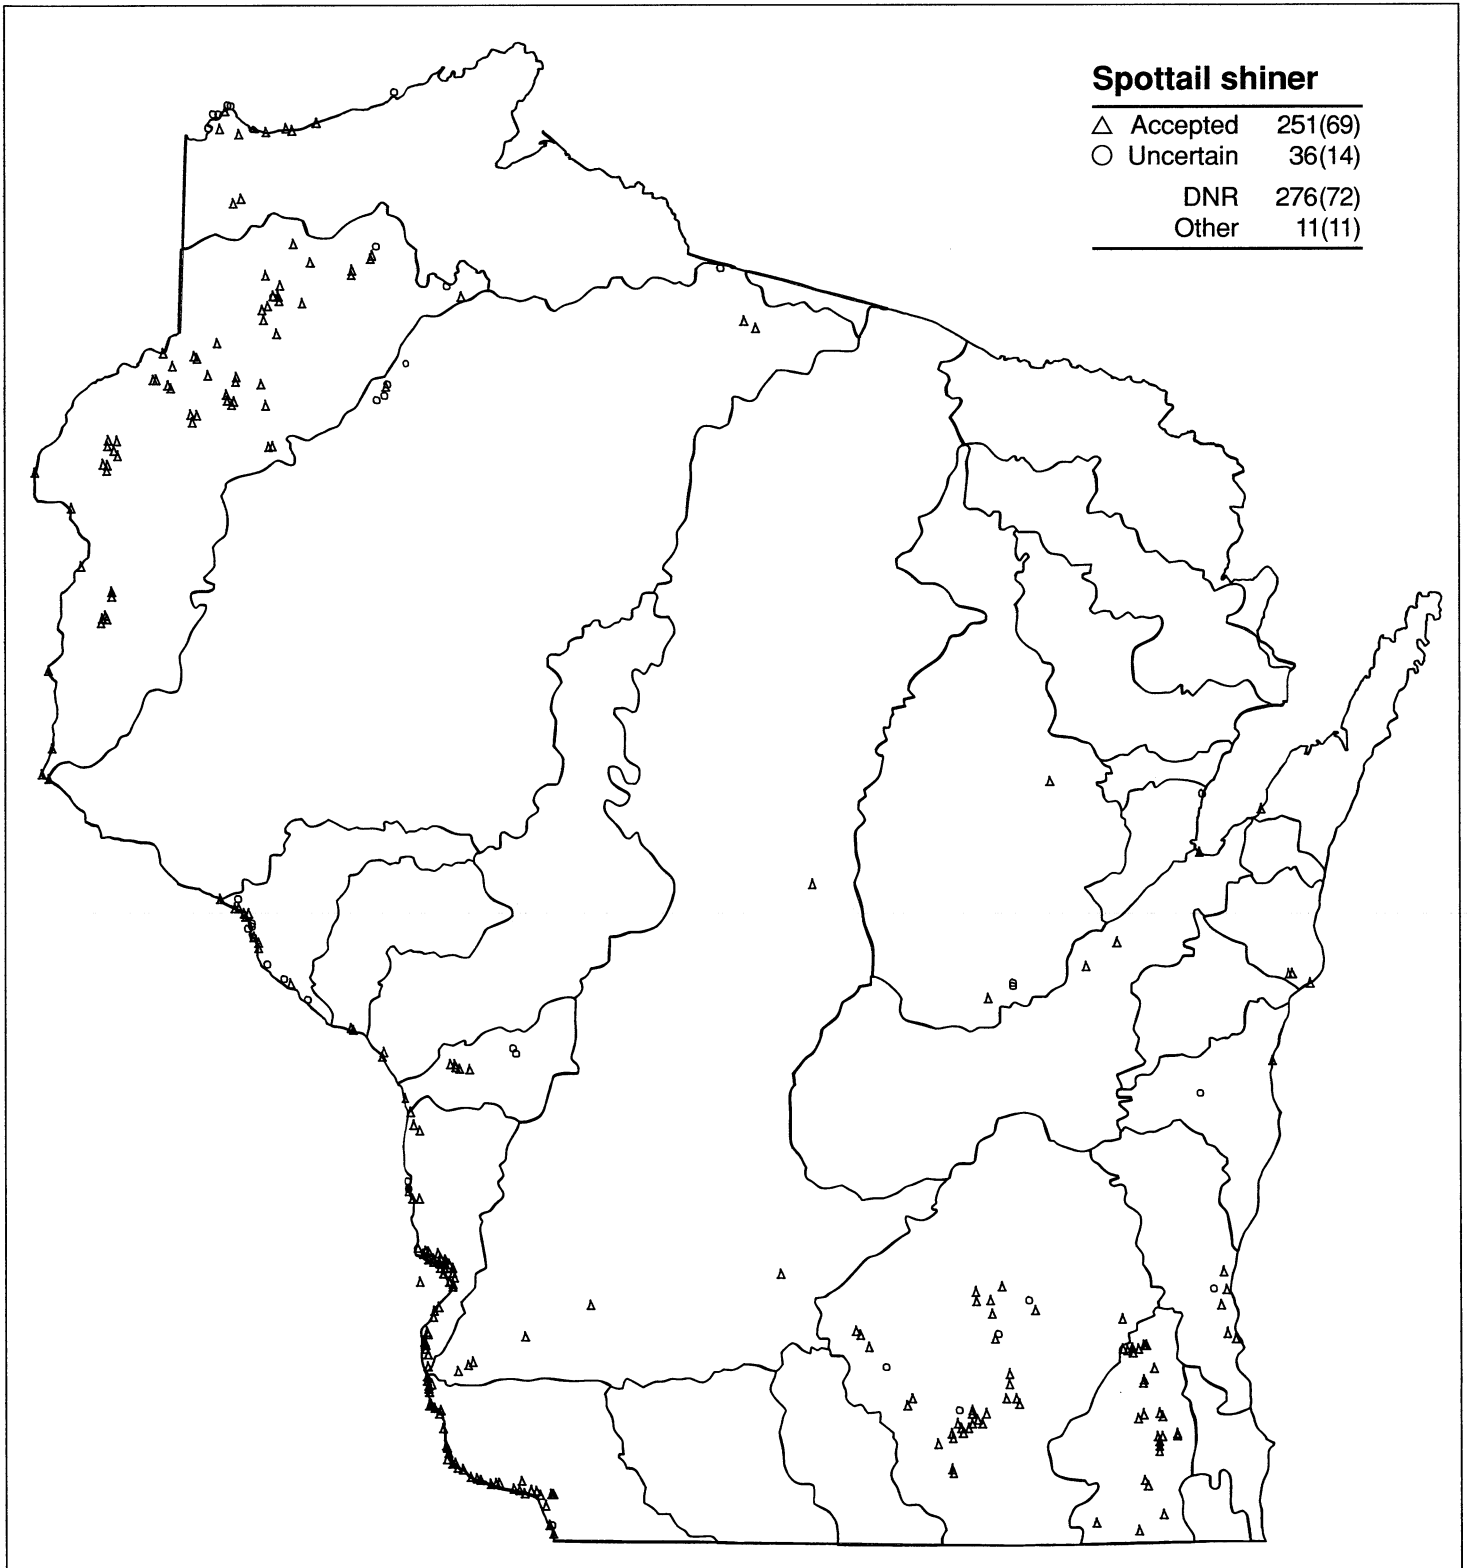 Spottail shiner
△ Accepted 251(69)
○ Uncertain 36(14)
DNR 276(72)
Other 11(11)